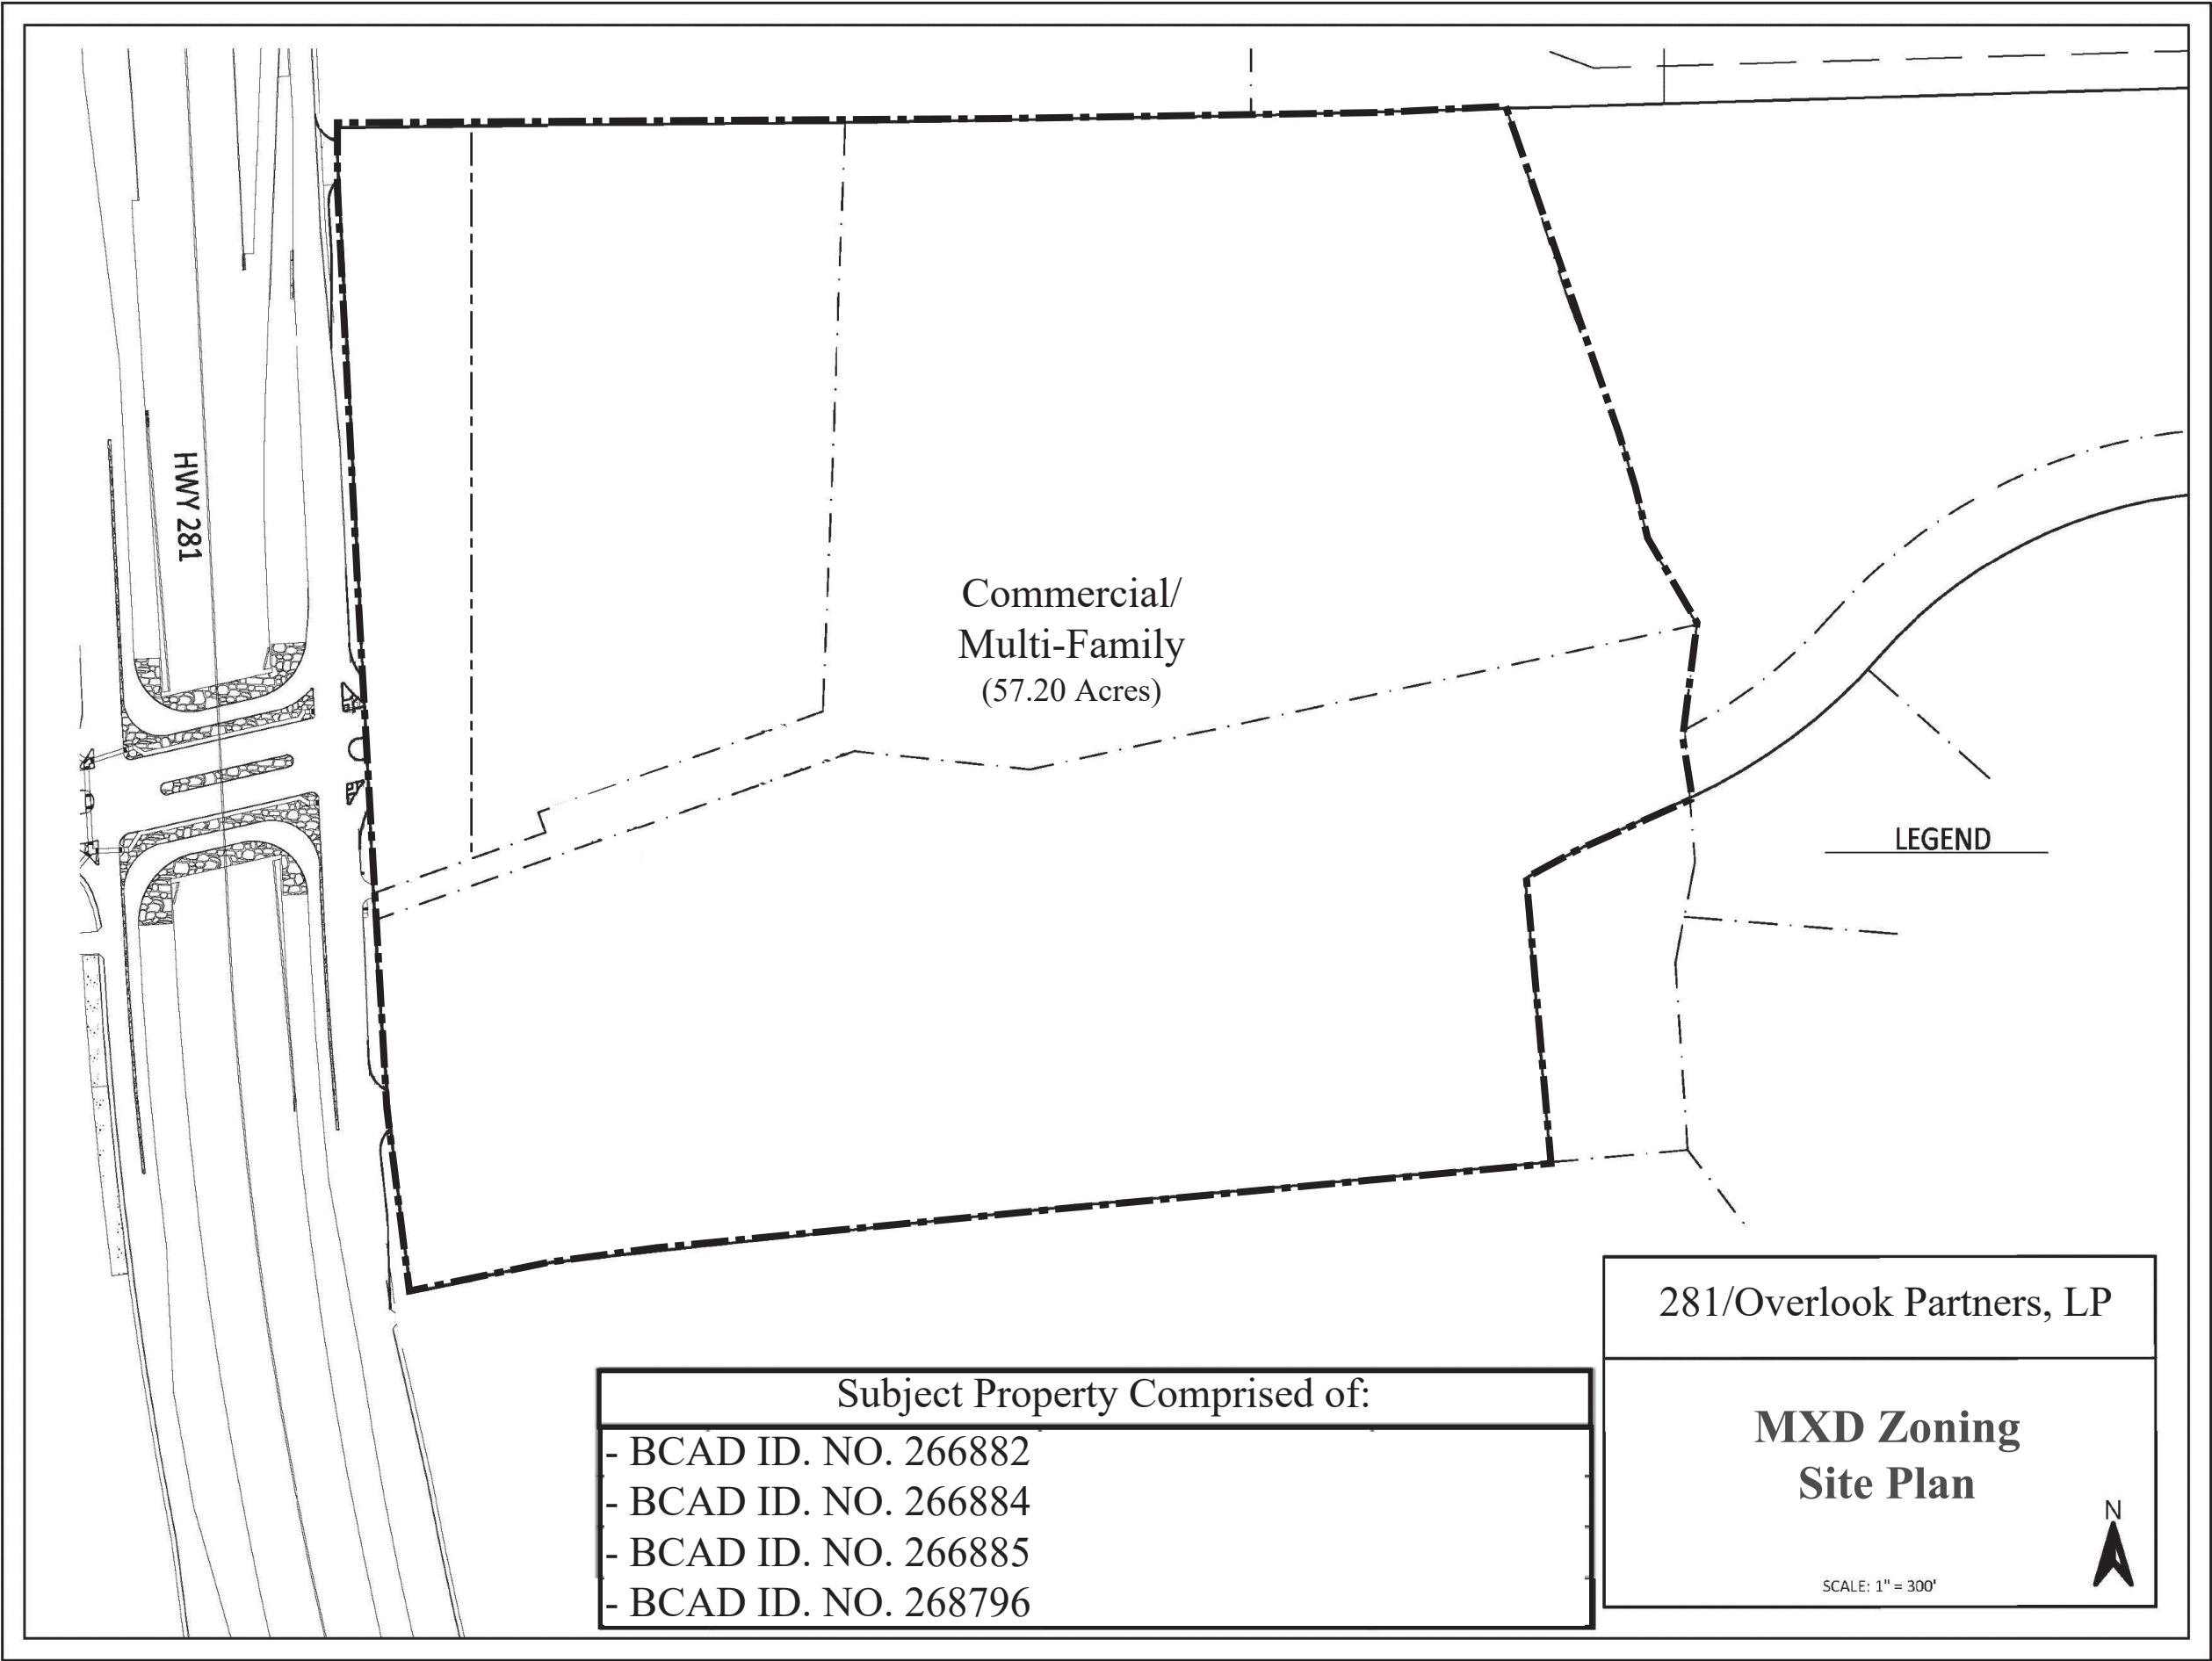 HWY 281
Commercial/
Multi-Family
(57.20 Acres)
LEGEND
281/Overlook Partners, LP
MXD Zoning
Site Plan
N
SCALE: 1" = 300'
Subject Property Comprised of:
- BCAD ID. NO. 266882
- BCAD ID. NO. 266884
- BCAD ID. NO. 266885
- BCAD ID. NO. 268796